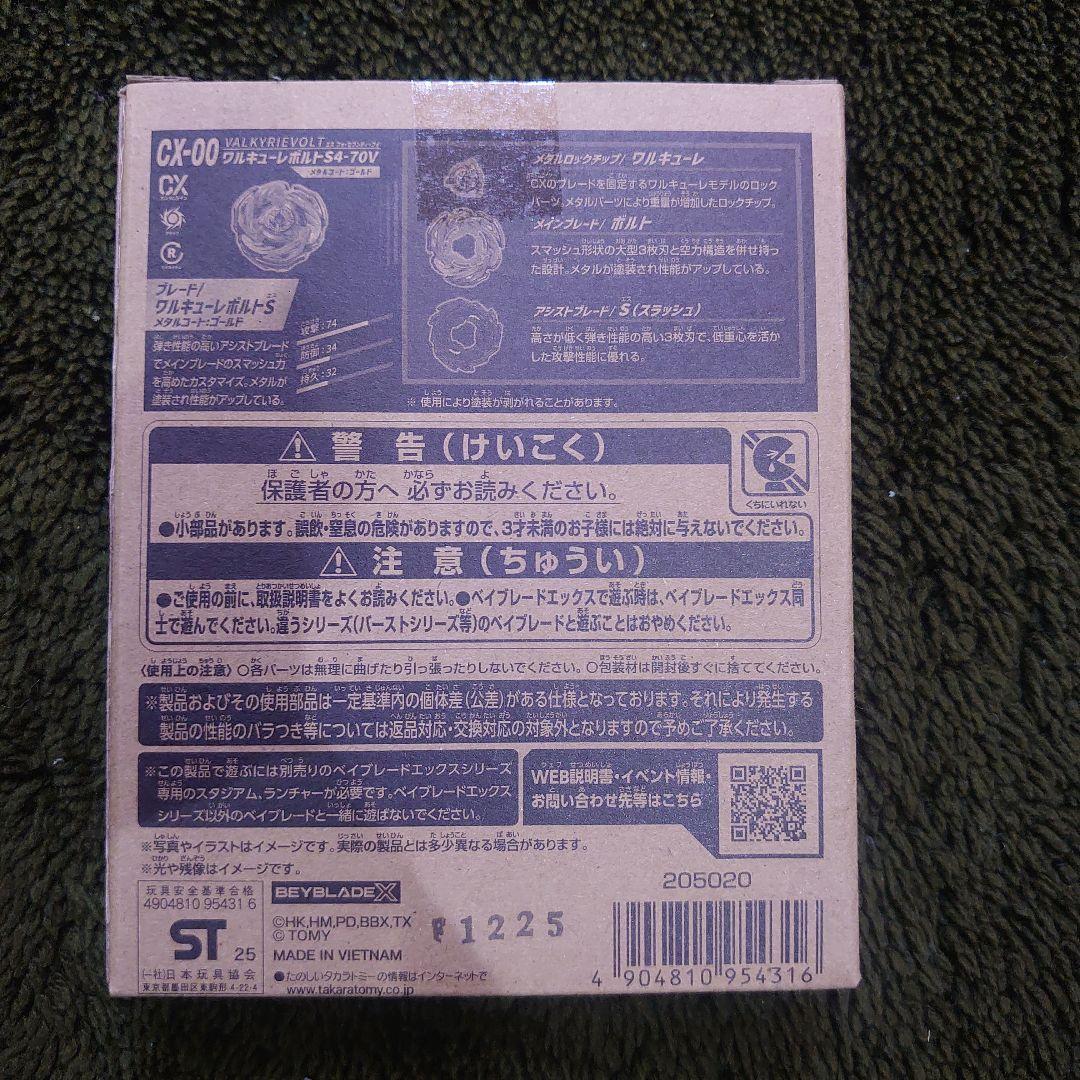 CX-00
VALKYRIEVOLT
ワルキューレボルトS4-70V
メタルコート:ゴールド
CX
R
ブレード/
ワルキューレボルトS
メタルコート:ゴールド
弾き性能の高いアシストブレード
でメインブレードのスマッシュ力
を高めたカスタマイズ。メタルが
塗装され性能がアップしている。
攻撃:74
防御:34
持久:32
メタルロックチップ/ ワルキューレ
CXのブレードを固定するワルキューレモデルのロック
パーツ。メタルパーツにより重量が増加したロックチップ。
メインブレード/ ボルト
スマッシュ形状の大型3枚刃と空力構造を併せ持っ
た設計。メタルが塗装され性能がアップしている。
アシストブレード/ S(スラッシュ)
高さが低く弾き性能の高い3枚刃で、低重心を活か
した攻撃性能に優れる。
※ 使用により塗装が剥がれることがあります。
警 告(けいこく)
保護者の方へ 必ずお読みください。
くちにいれない
●小部品があります。誤飲・窒息の危険がありますので、3才未満のお子様には絶対に与えないでください。
注 意(ちゅうい)
●ご使用の前に、取扱説明書をよくお読みください。●ベイブレードエックスで遊ぶ時は、ベイブレードエックス同
士で遊んでください。違うシリーズ(バーストシリーズ等)のベイブレードと遊ぶことはおやめください。
〈使用上の注意〉○各パーツは無理に曲げたり引っ張ったりしないでください。○包装材は開封後すぐに捨ててください。
※製品およびその使用部品は一定基準内の個体差(公差)がある仕様となっております。それにより発生する
製品の性能のバラつき等については返品対応・交換対応の対象外となりますので予めご了承ください。
※この製品で遊ぶには別売りのベイブレードエックスシリーズ
専用のスタジアム、ランチャーが必要です。ベイブレードエックス
シリーズ以外のベイブレードと一緒に遊ばないでください。
WEB説明書・イベント情報・
お問い合わせ先等はこちら
※写真やイラストはイメージです。実際の製品とは多少異なる場合があります。
※光や残像はイメージです。
玩具安全基準合格
4904810 95431 6
ST 25
(一社)日本玩具協会
東京都墨田区東駒形 4-22-4
BEYBLADE X
©HK,HM,PD,BBX,TX
© TOMY
MADE IN VIETNAM
●たのしいタカラトミーの情報はインターネットで
www.takaratomy.co.jp
F1225
205020
4 904810 954316